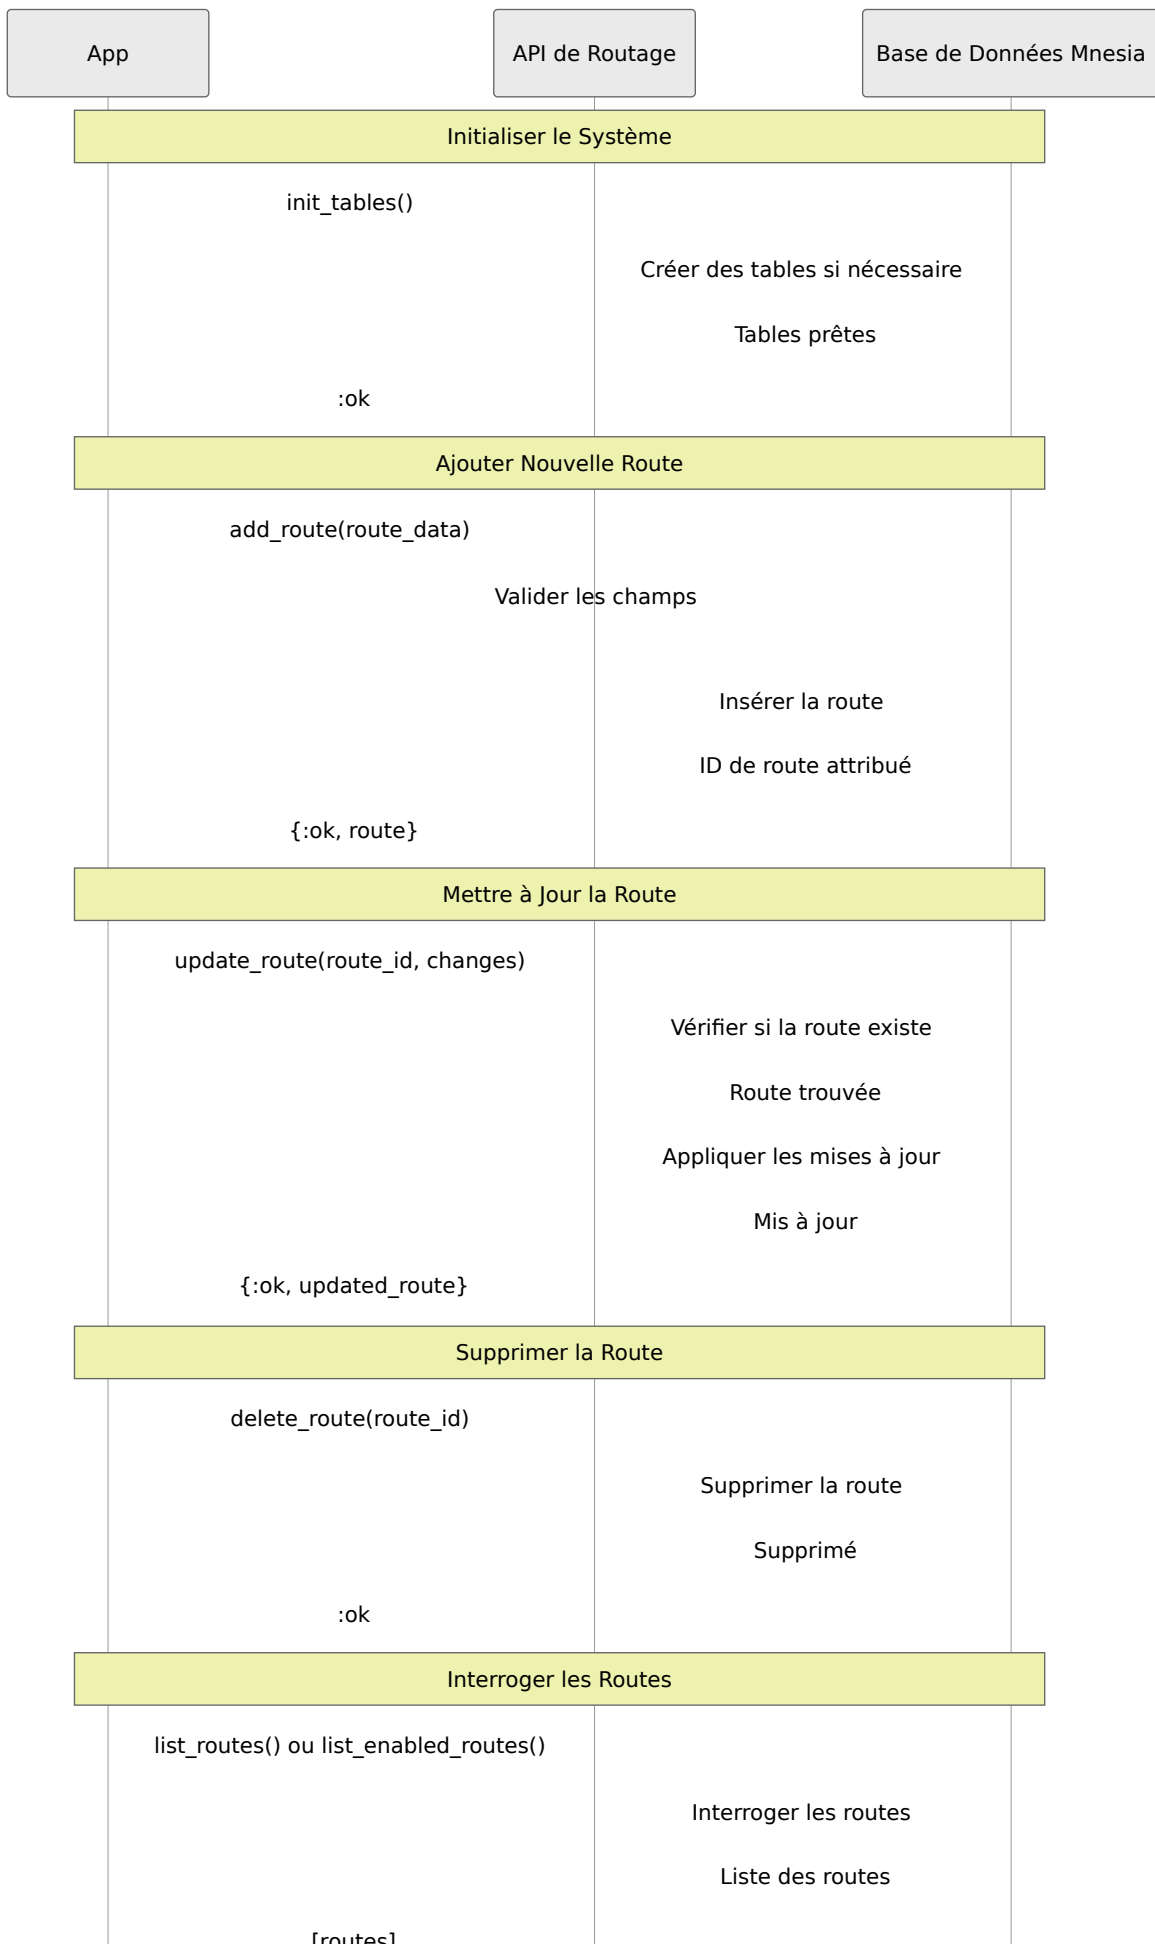 App
API de Routage
Base de Données Mnesia
Initialiser le Système
init_tables()
Créer des tables si nécessaire
Tables prêtes
:ok
Ajouter Nouvelle Route
add_route(route_data)
Valider les champs
Insérer la route
ID de route attribué
{:ok, route}
Mettre à Jour la Route
update_route(route_id, changes)
Vérifier si la route existe
Route trouvée
Appliquer les mises à jour
Mis à jour
{:ok, updated_route}
Supprimer la Route
delete_route(route_id)
Supprimer la route
Supprimé
:ok
Interroger les Routes
list_routes() ou list_enabled_routes()
Interroger les routes
Liste des routes
[routes]